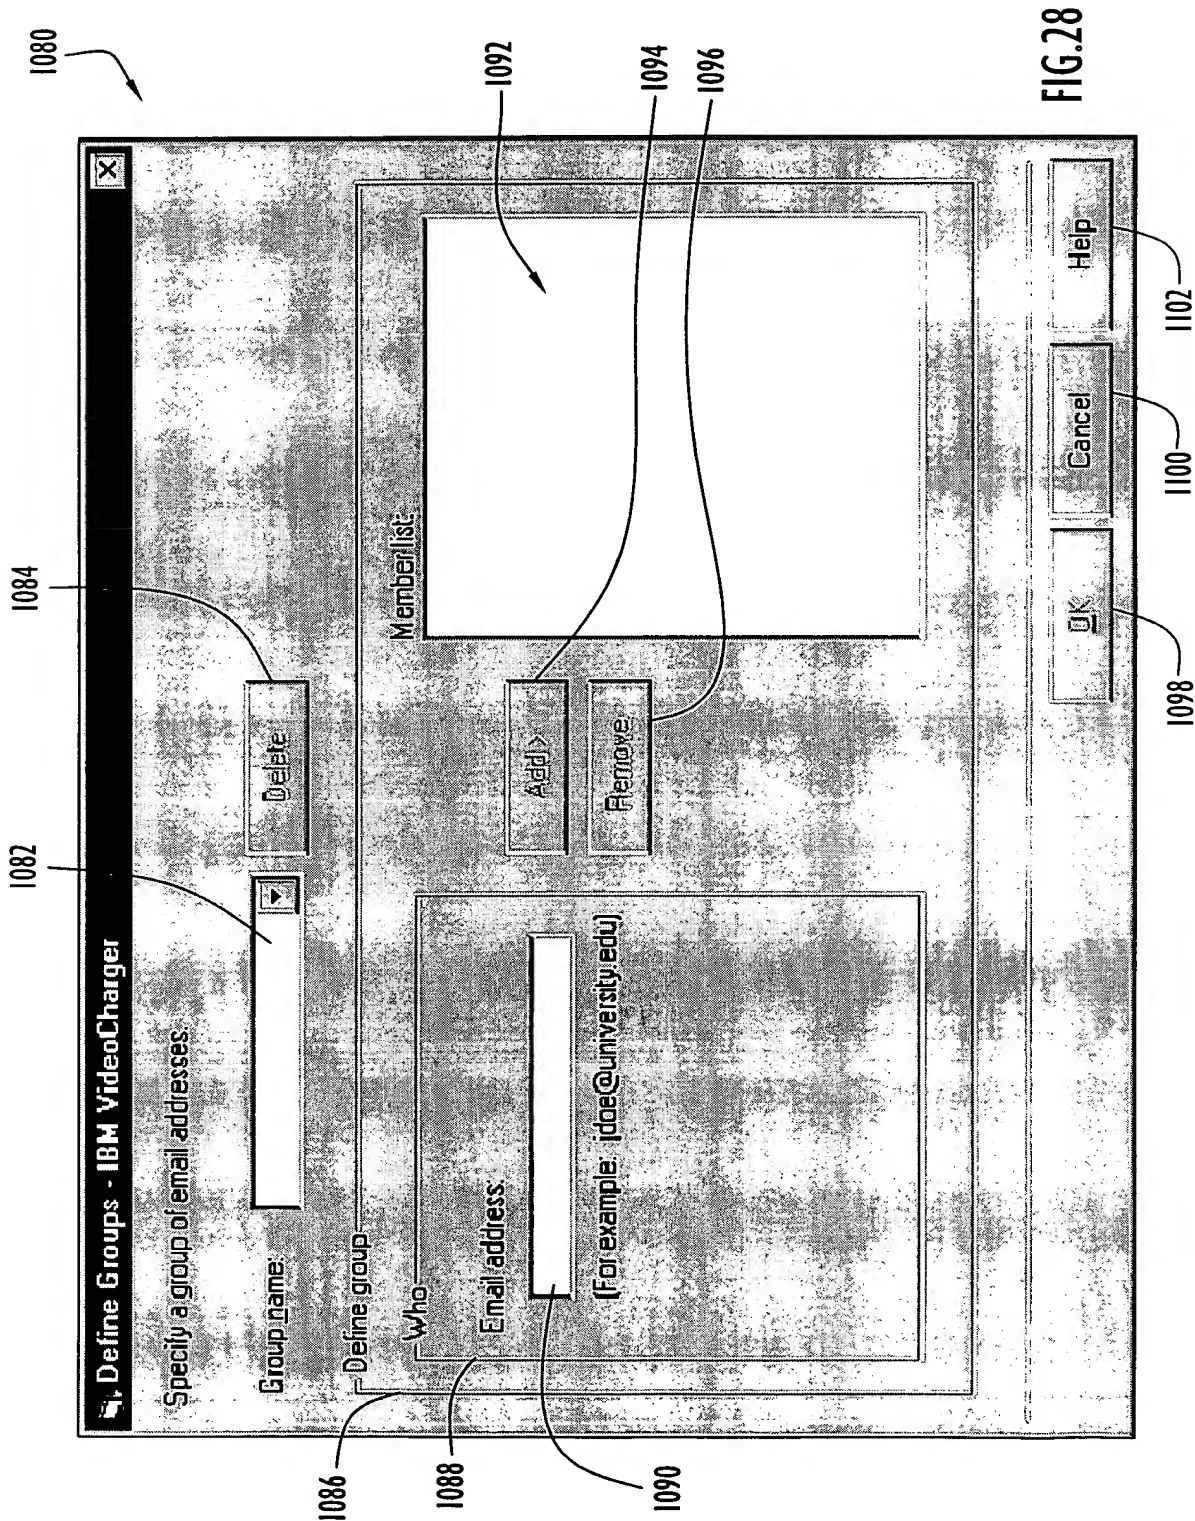 1080
Define Groups - IBM VideoCharger
Specify a group of email addresses.
Group name:
Delete
1082
1084
Define group
Who
Email address:
(For example: jdoe@university.edu)
Add >
Remove
Member list:
1086
1088
1090
1092
1094
1096
OK
Cancel
Help
1098
1100
1102
FIG.28